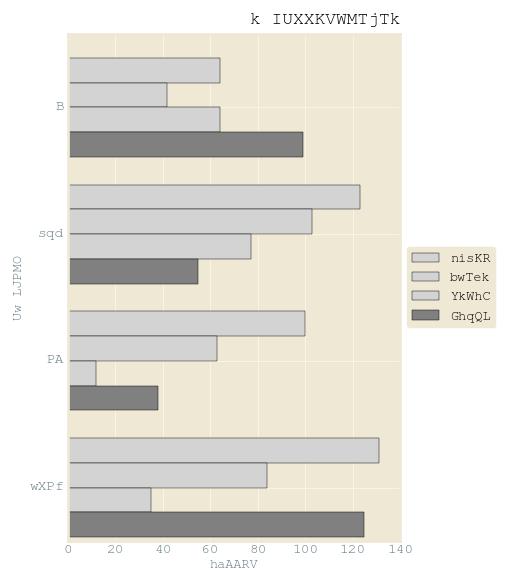 k IUXXKVWMTjTk
B
sqd
PA
wXPf
Uw LJPMO
0 20 40 60 80 100 120 140
haAARV
nisKR
bwTek
YkWhC
GhqQL